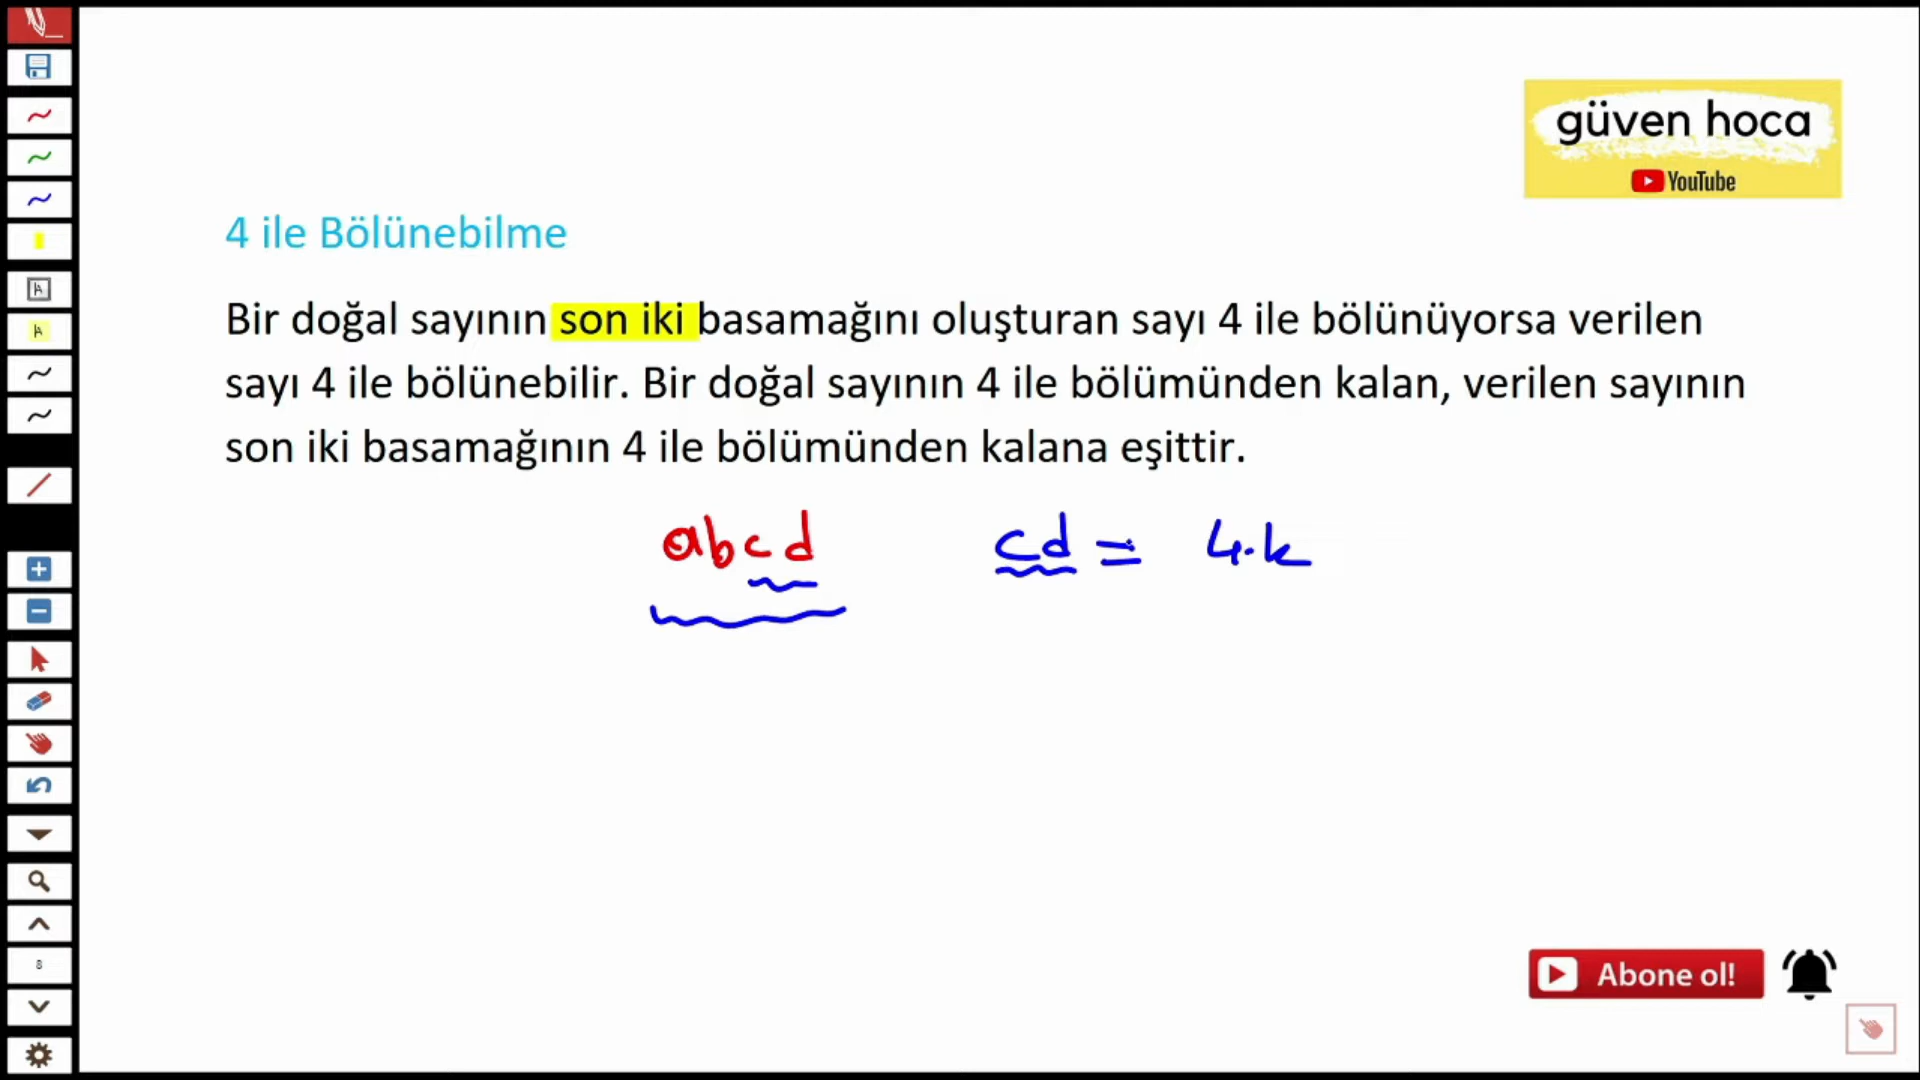 güven hoca
YouTube
4 ile Bölünebilme
Bir doğal sayının son iki basamağını oluşturan sayı 4 ile bölünüyorsa verilen
sayı 4 ile bölünebilir. Bir doğal sayının 4 ile bölümünden kalan, verilen sayının
son iki basamağının 4 ile bölümünden kalana eşittir.
abcd cd = 4.k
8
Abone ol!